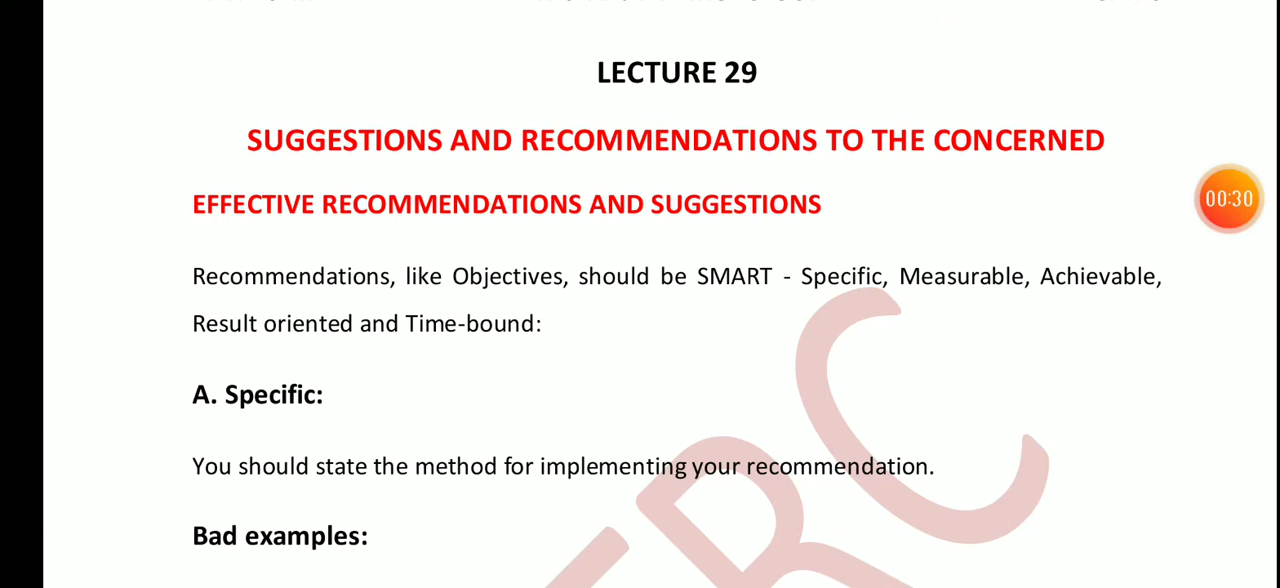 LECTURE 29
SUGGESTIONS AND RECOMMENDATIONS TO THE CONCERNED
EFFECTIVE RECOMMENDATIONS AND SUGGESTIONS
00:30
Recommendations, like Objectives, should be SMART - Specific, Measurable, Achievable,
Result oriented and Time-bound:
A. Specific:
You should state the method for implementing your recommendation.
Bad examples: